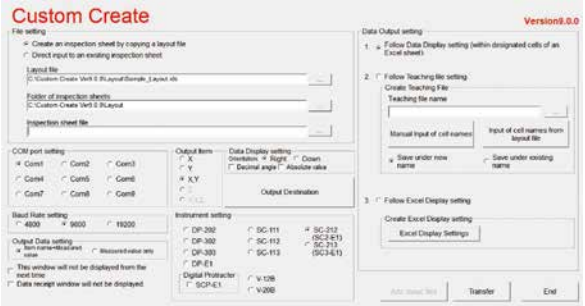 Custom Create
Version9.0.0
File setting
Create an inspection sheet by copying a layout file
Direct input to an existing inspection sheet
Layout file
C:\Custom Create Ver9.0.0\Layout\Sample_Layout.xls
...
Folder of inspection sheets
C:\Custom Create Ver9.0.0\Layout
...
Inspection sheet file
...
COM port setting
Com1 Com2 Com3
Com4 Com5 Com6
Com7 Com8 Com9
Output Item
X
Y
X,Y
Z
X,Y,Z
Data Display setting
Orientation Right Down
Decimal angle Absolute value
Output Destination
Baud Rate setting
4800 9600 19200
Output Data setting
Item name+Measured value
Measured value only
This window will not be displayed from the next time
Data receipt window will not be displayed
Instrument setting
DP-202 SC-111 SC-212
(SC2-E1)
DP-302 SC-112 SC-213
(SC3-E1)
DP-303 SC-113
DP-E1
Digital Protracter
SCP-E1
V-12B
V-20B
Data Output setting
1 Follow Data Display setting (within designated cells of an Excel sheet)
2 Follow Teaching file setting
Create Teaching File
Teaching file name
...
Manual Input of cell names
Input of cell names from layout file
Save under new name
Save under existing name
3 Follow Excel Display setting
Create Excel Display setting
Excel Display Settings
Transfer
End